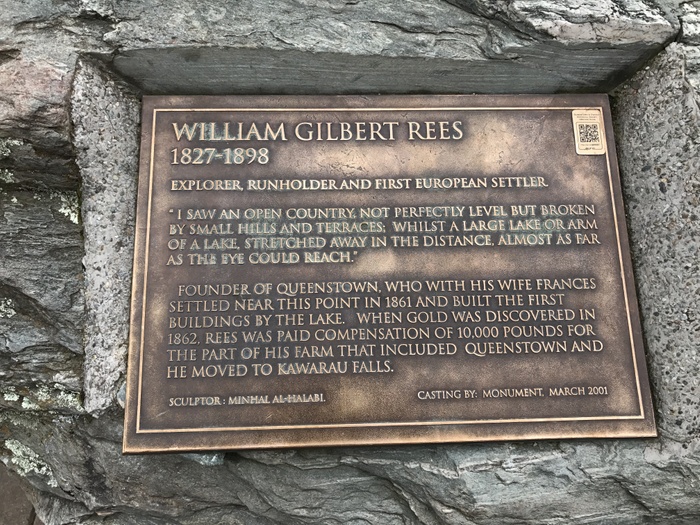 WILLIAM GILBERT REES
1827-1898
EXPLORER, RUNHOLDER AND FIRST EUROPEAN SETTLER
"I SAW AN OPEN COUNTRY, NOT PERFECTLY LEVEL BUT BROKEN
BY SMALL HILLS AND TERRACES; WHILST A LARGE LAKE OR ARM
OF A LAKE, STRETCHED AWAY IN THE DISTANCE, ALMOST AS FAR
AS THE EYE COULD REACH."
FOUNDER OF QUEENSTOWN, WHO WITH HIS WIFE FRANCES
SETTLED NEAR THIS POINT IN 1861 AND BUILT THE FIRST
BUILDINGS BY THE LAKE. WHEN GOLD WAS DISCOVERED IN
1862, REES WAS PAID COMPENSATION OF 10,000 POUNDS FOR
THE PART OF HIS FARM THAT INCLUDED QUEENSTOWN AND
HE MOVED TO KAWARAU FALLS.
SCULPTOR : MINHAL AL-HALABI.
CASTING BY: MONUMENT, MARCH 2001